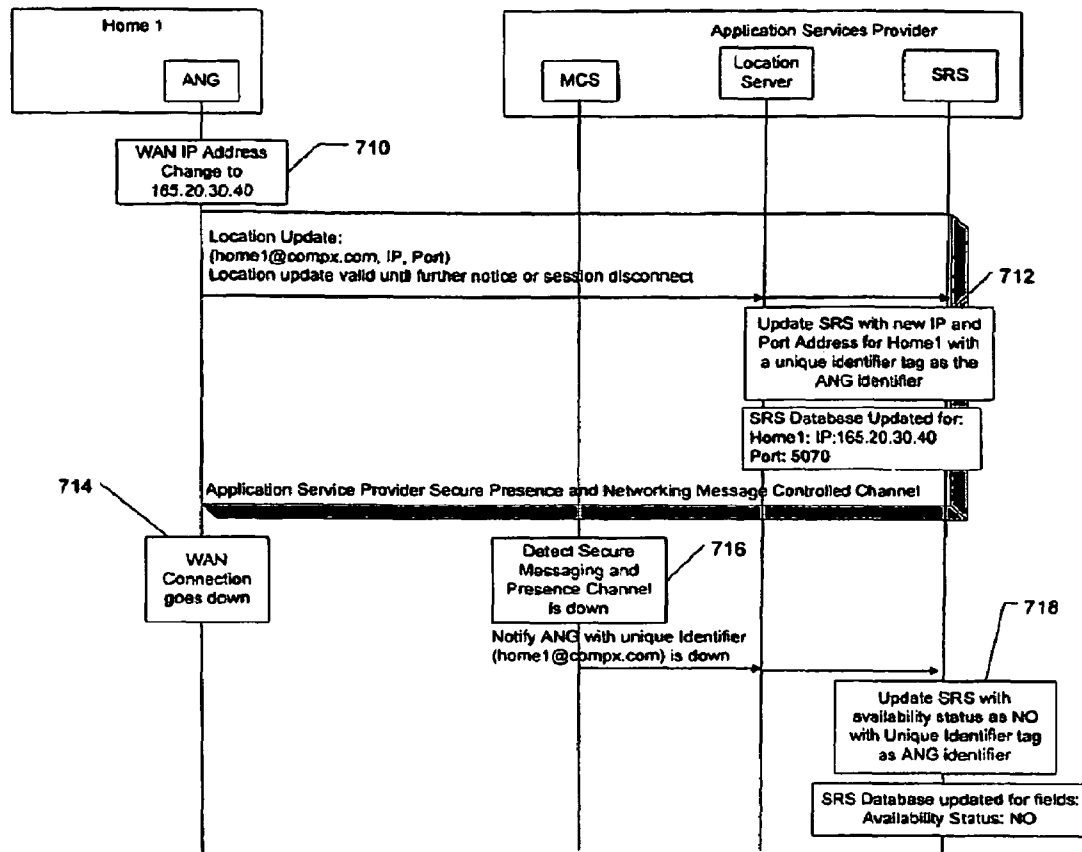 Home 1
Application Services Provider
ANG
MCS
Location
Server
SRS
WAN IP Address
Change to
165.20.30.40
710
Location Update:
(home1@compx.com, IP, Port)
Location update valid until further notice or session disconnect
712
Update SRS with new IP and
Port Address for Home1 with
a unique identifier tag as the
ANG identifier
SRS Database Updated for:
Home1: IP:165.20.30.40
Port: 5070
714
Application Service Provider Secure Presence and Networking Message Controlled Channel
WAN
Connection
goes down
Detect Secure
Messaging and
Presence Channel
is down
716
Notify ANG with unique Identifier
(home1@compx.com) is down
718
Update SRS with
availability status as NO
with Unique Identifier tag
as ANG identifier
SRS Database updated for fields:
Availability Status: NO